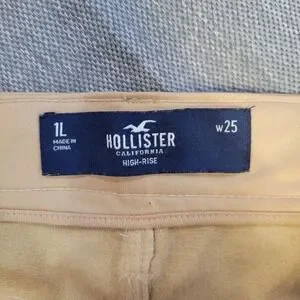 1L
MADE IN
CHINA
HOLLISTER
CALIFORNIA
HIGH-RISE
W25